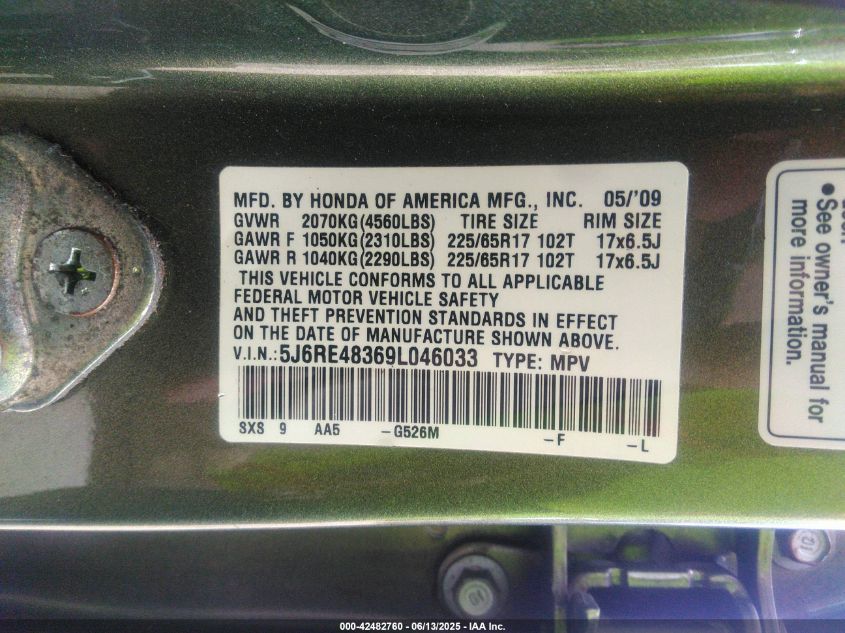 MFD. BY HONDA OF AMERICA MFG., INC. 05/'09
GVWR 2070KG(4560LBS) TIRE SIZE RIM SIZE
GAWR F 1050KG(2310LBS) 225/65R17 102T 17x6.5J
GAWR R 1040KG(2290LBS) 225/65R17 102T 17x6.5J
THIS VEHICLE CONFORMS TO ALL APPLICABLE
FEDERAL MOTOR VEHICLE SAFETY
AND THEFT PREVENTION STANDARDS IN EFFECT
ON THE DATE OF MANUFACTURE SHOWN ABOVE.
V.I.N.: 5J6RE48369L046033 TYPE: MPV
SXS 9 AA5 -G526M -F -L
• See owner's manual for
more information.
12
000-42482760 - 06/13/2025 - IAA Inc.